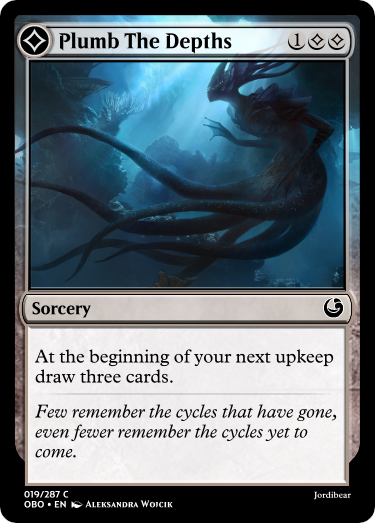 Plumb The Depths 1
Sorcery
At the beginning of your next upkeep
draw three cards.
Few remember the cycles that have gone,
even fewer remember the cycles yet to
come.
019/287 C
OBO • EN Aleksandra Wojcik
Jordibear